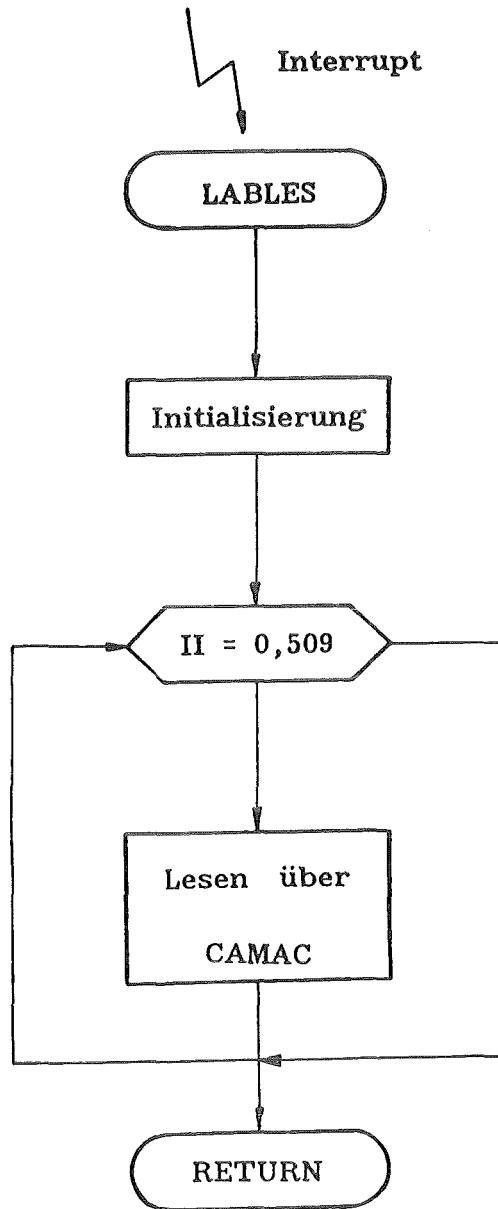 Interrupt
LABLES
Initialisierung
II = 0,509
Lesen über
CAMAC
RETURN